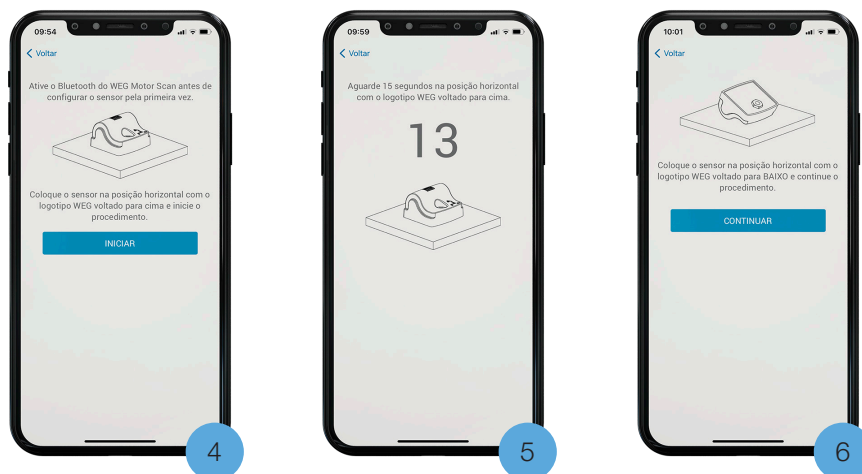 09:54
Voltar
Ative o Bluetooth do WEG Motor Scan antes de
configurar o sensor pela primeira vez.
Coloque o sensor na posição horizontal com o
logotipo WEG voltado para cima e inicie o
procedimento.
INICIAR
4
09:59
Voltar
Aguarde 15 segundos na posição horizontal
com o logotipo WEG voltado para cima.
13
5
10:01
Voltar
Coloque o sensor na posição horizontal com o
logotipo WEG voltado para BAIXO e continue o
procedimento.
CONTINUAR
6